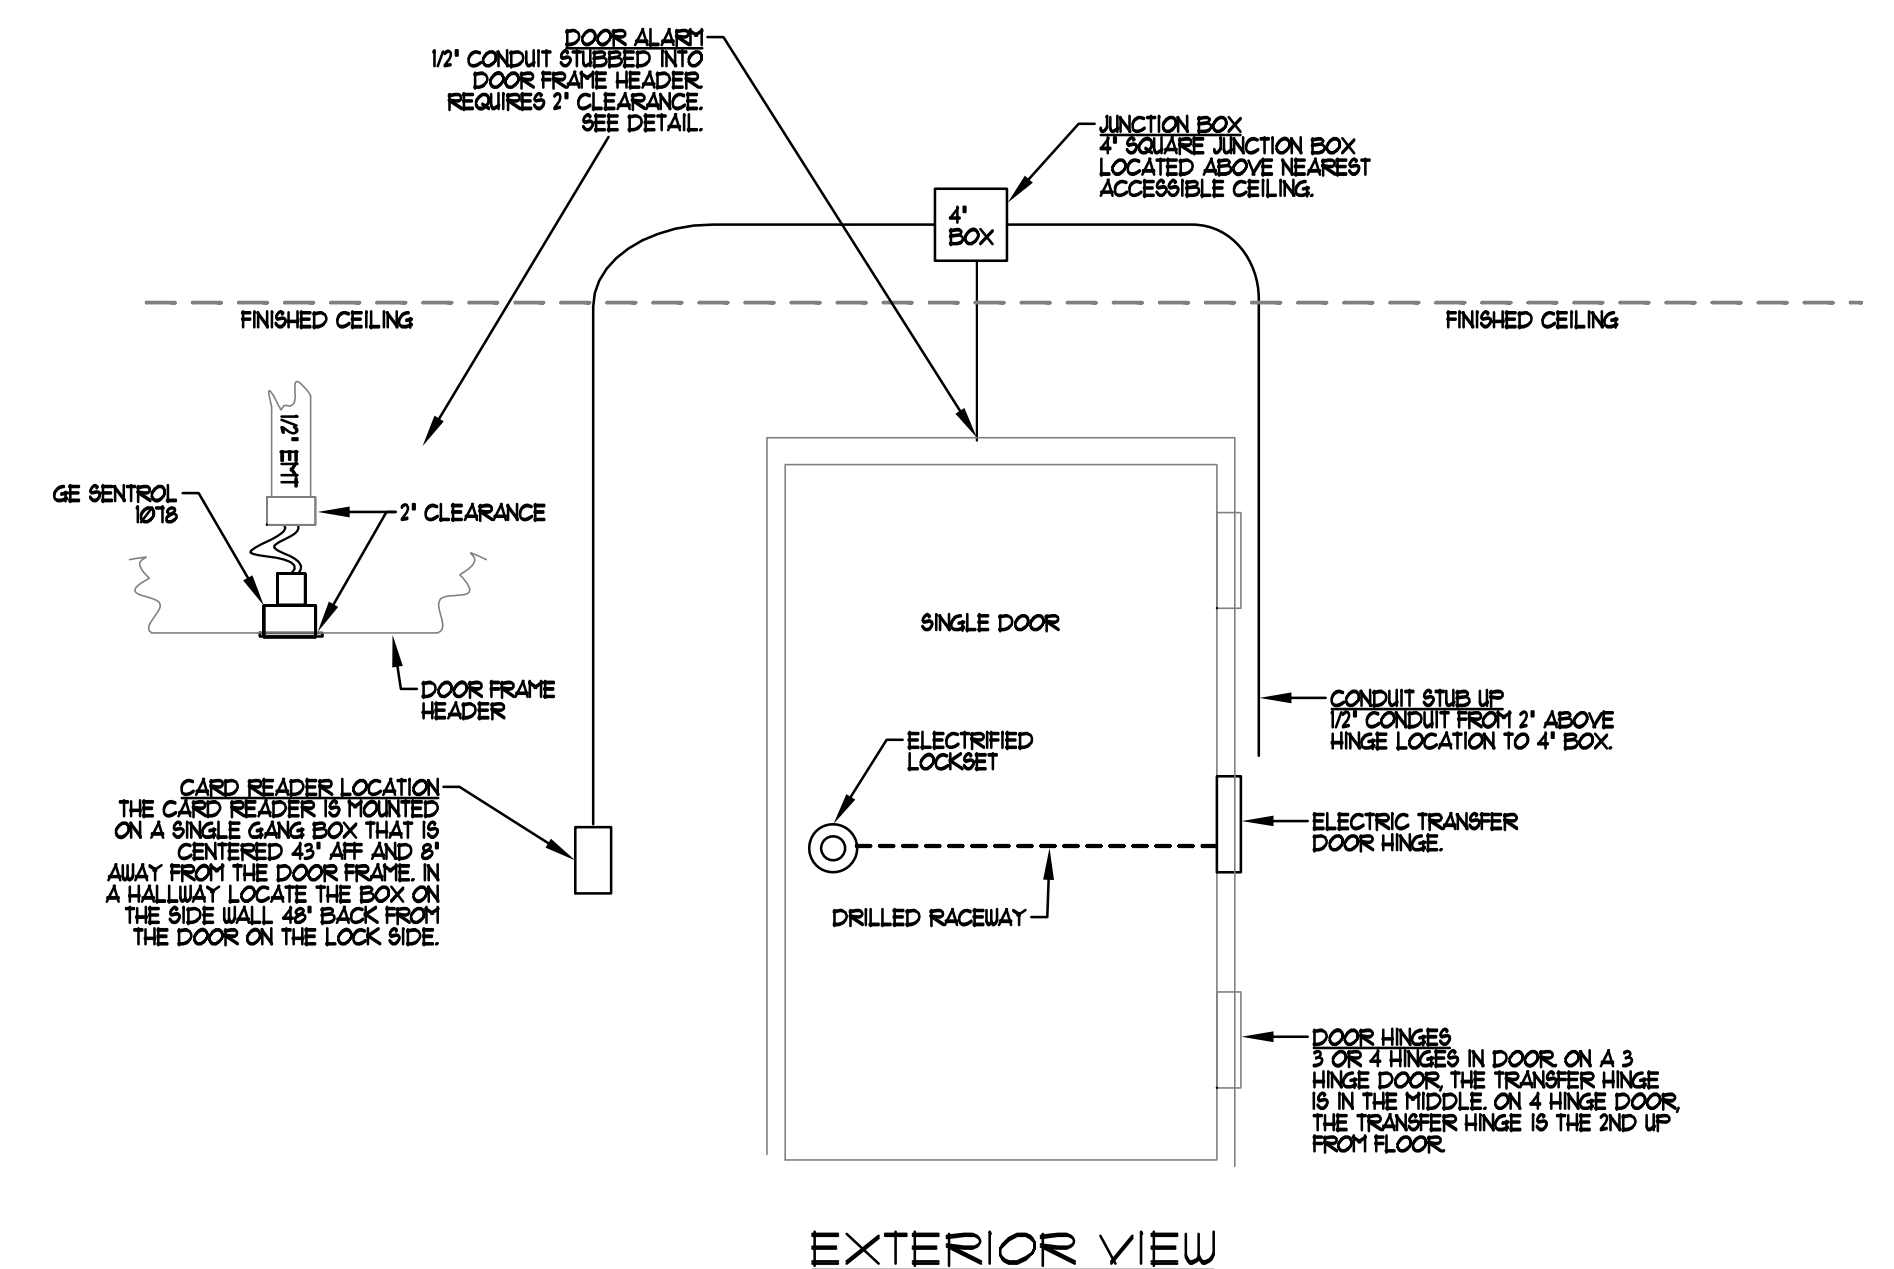 DOOR ALARM
1/2" CONDUIT STUBBED INTO
DOOR FRAME HEADER.
REQUIRES 2" CLEARANCE.
SEE DETAIL.
JUNCTION BOX
4" SQUARE JUNCTION BOX
LOCATED ABOVE NEAREST
ACCESSIBLE CEILING.
4"
BOX
FINISHED CEILING
FINISHED CEILING
1/2" EMT
GE SENTROL
1078
2" CLEARANCE
DOOR FRAME
HEADER
SINGLE DOOR
CONDUIT STUB UP
1/2" CONDUIT FROM 2" ABOVE
HINGE LOCATION TO 4" BOX.
ELECTRIFIED
LOCKSET
CARD READER LOCATION
THE CARD READER IS MOUNTED
ON A SINGLE GANG BOX THAT IS
CENTERED 43" AFF AND 8"
AWAY FROM THE DOOR FRAME. IN
A HALLWAY LOCATE THE BOX ON
THE SIDE WALL 48" BACK FROM
THE DOOR ON THE LOCK SIDE.
ELECTRIC TRANSFER
DOOR HINGE.
DRILLED RACEWAY
DOOR HINGES
3 OR 4 HINGES IN DOOR. ON A 3
HINGE DOOR, THE TRANSFER HINGE
IS IN THE MIDDLE. ON 4 HINGE DOOR,
THE TRANSFER HINGE IS THE 2ND UP
FROM FLOOR.
EXTERIOR VIEW